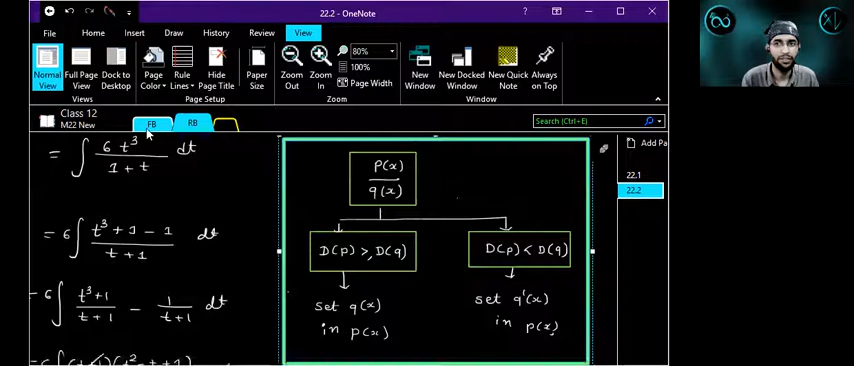 22.2 - OneNote
File Home Insert Draw History Review View
Normal View
Full Page View
Dock to Desktop
Views
Page Color
Rule Lines
Hide Page Title
Page Setup
Paper Size
Zoom Out
Zoom In
80%
100%
Page Width
Zoom
New Window
New Docked Window
New Quick Note
Always on Top
Window
Class 12
M22 New
FB
RB
Search (Ctrl+E)
Add Pa
22.1
22.2
= ∫ 6 t³ / 1 + t dt
= 6 ∫ t³ + 1 - 1 / t + 1 dt
= 6 ∫ t³+1 / t+1 - 1 / t+1 dt
P(x) / q(x)
D(p) >, D(q)
set q(x)
in p(x)
D(p) < D(q)
set q'(x)
in p(x)